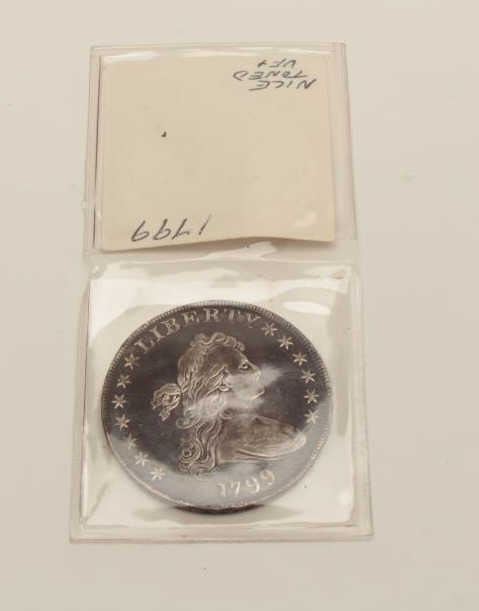 1799
NICE
TONED
VF+
LIBERTY
1799